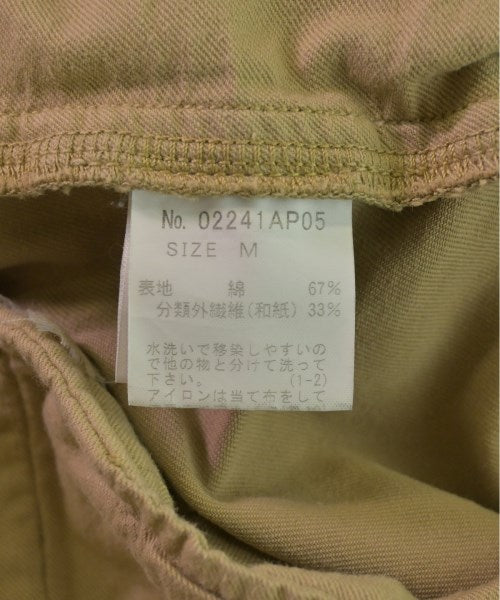 No. 02241AP05
SIZE M
表地 綿 67%
分類外繊維(和紙) 33%
水洗いで移染しやすいの
で他の物と分けて洗って
下さい。 (1-2)
アイロンは当て布をして